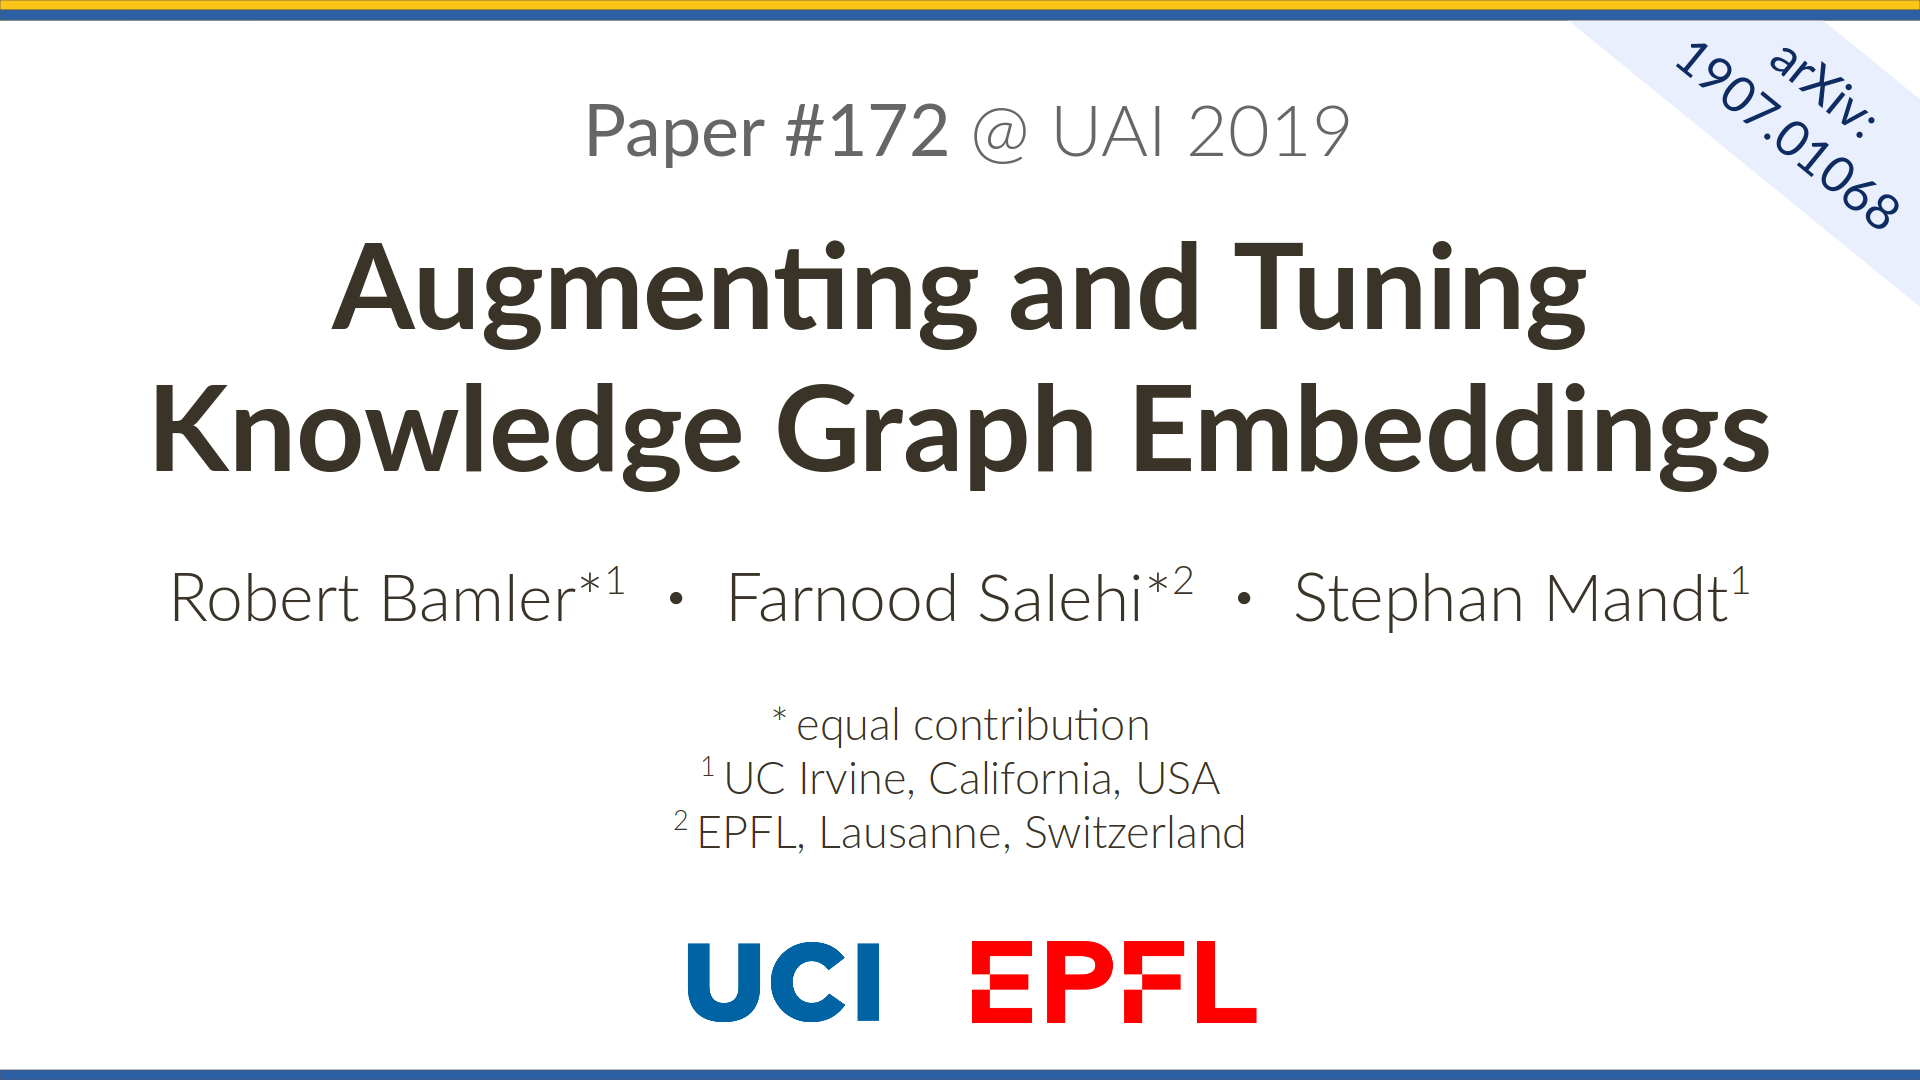 Paper #172 @ UAI 2019
arXiv:
1907.01068
Augmenting and Tuning
Knowledge Graph Embeddings
Robert Bamler*¹ • Farnood Salehi*² • Stephan Mandt¹
* equal contribution
¹ UC Irvine, California, USA
² EPFL, Lausanne, Switzerland
UCI EPFL